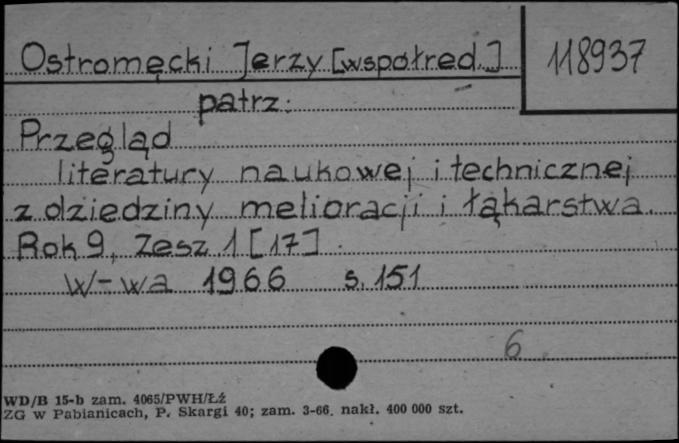 Ostromęcki Jerzy [współred.]
118937
patrz:
Przegląd
literatury naukowej i technicznej
z dziedziny melioracji i łąkarstwa.
Rok 9, Zesz. 1 [17]
W-wa 1966 s. 151
6
WD/B 15-b zam. 4065/PWH/Łź
ZG w Pabianicach, P. Skargi 40; zam. 3-66. nakł. 400 000 szt.